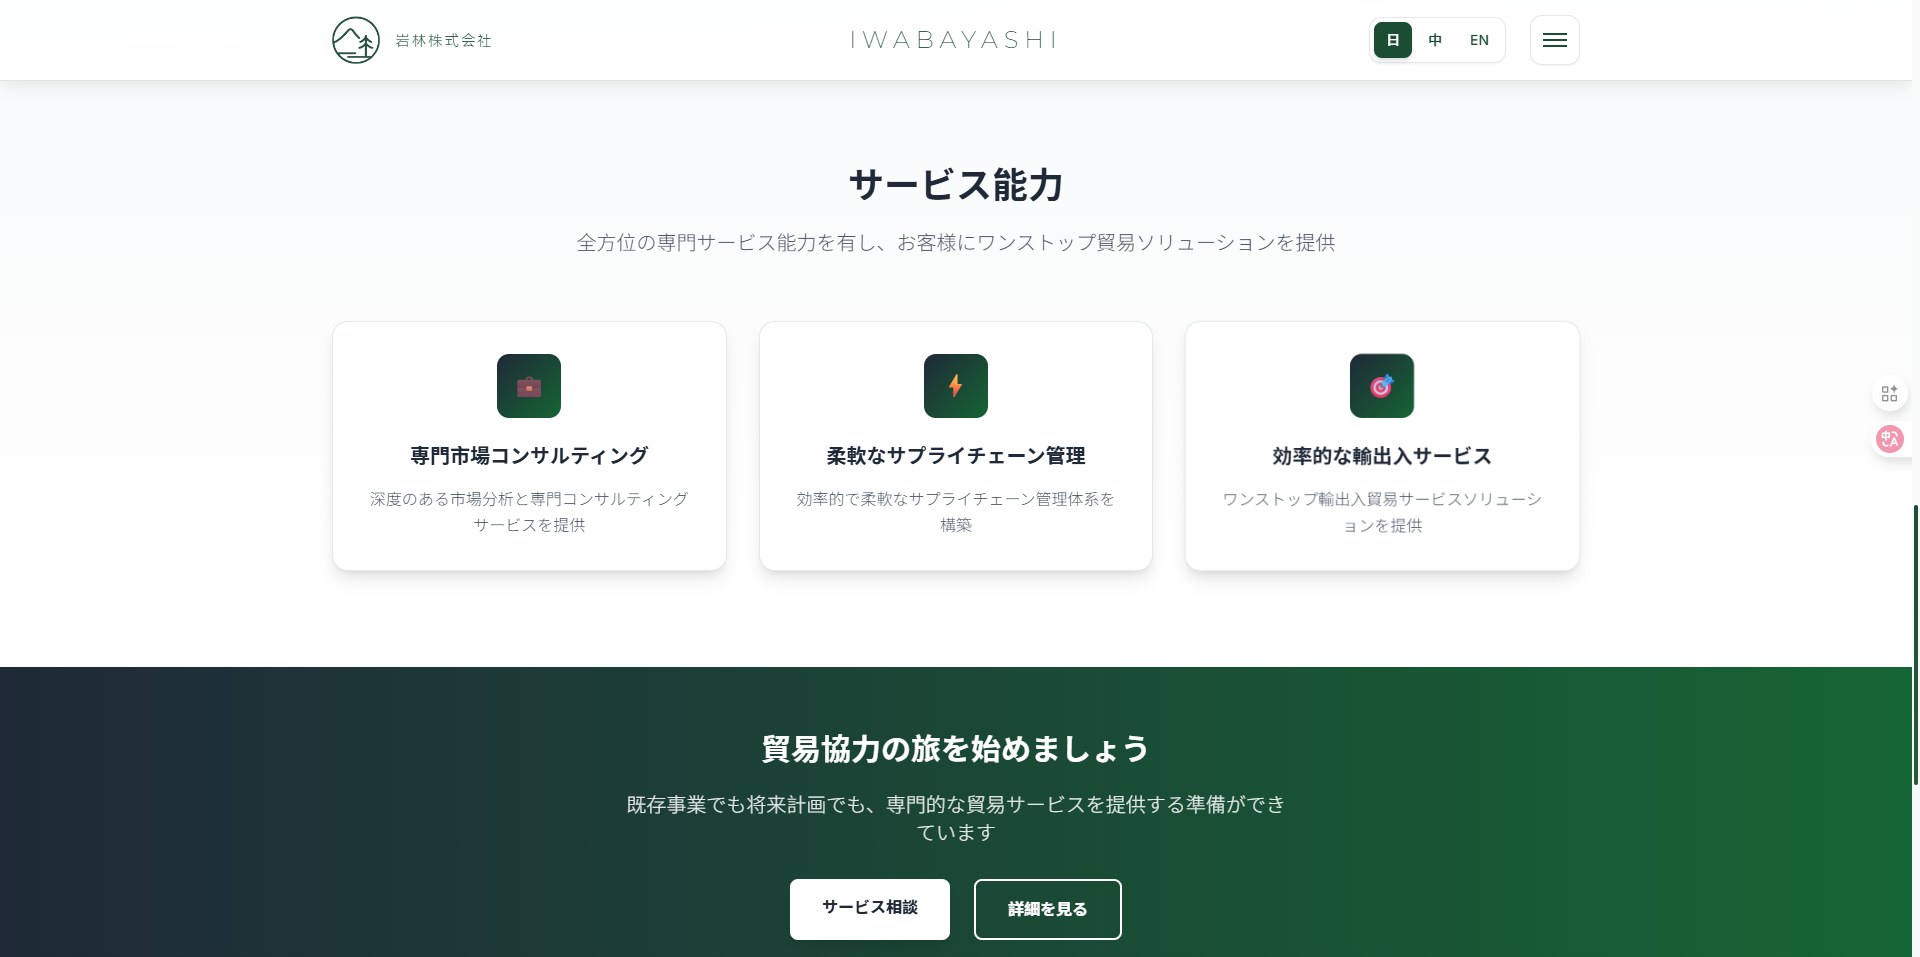 岩林株式会社
IWABAYASHI
日 中 EN
サービス能力
全方位の専門サービス能力を有し、お客様にワンストップ貿易ソリューションを提供
専門市場コンサルティング
深度のある市場分析と専門コンサルティング
サービスを提供
柔軟なサプライチェーン管理
効率的で柔軟なサプライチェーン管理体系を
構築
効率的な輸出入サービス
ワンストップ輸出入貿易サービスソリューシ
ョンを提供
貿易協力の旅を始めましょう
既存事業でも将来計画でも、専門的な貿易サービスを提供する準備ができ
ています
サービス相談
詳細を見る
中A